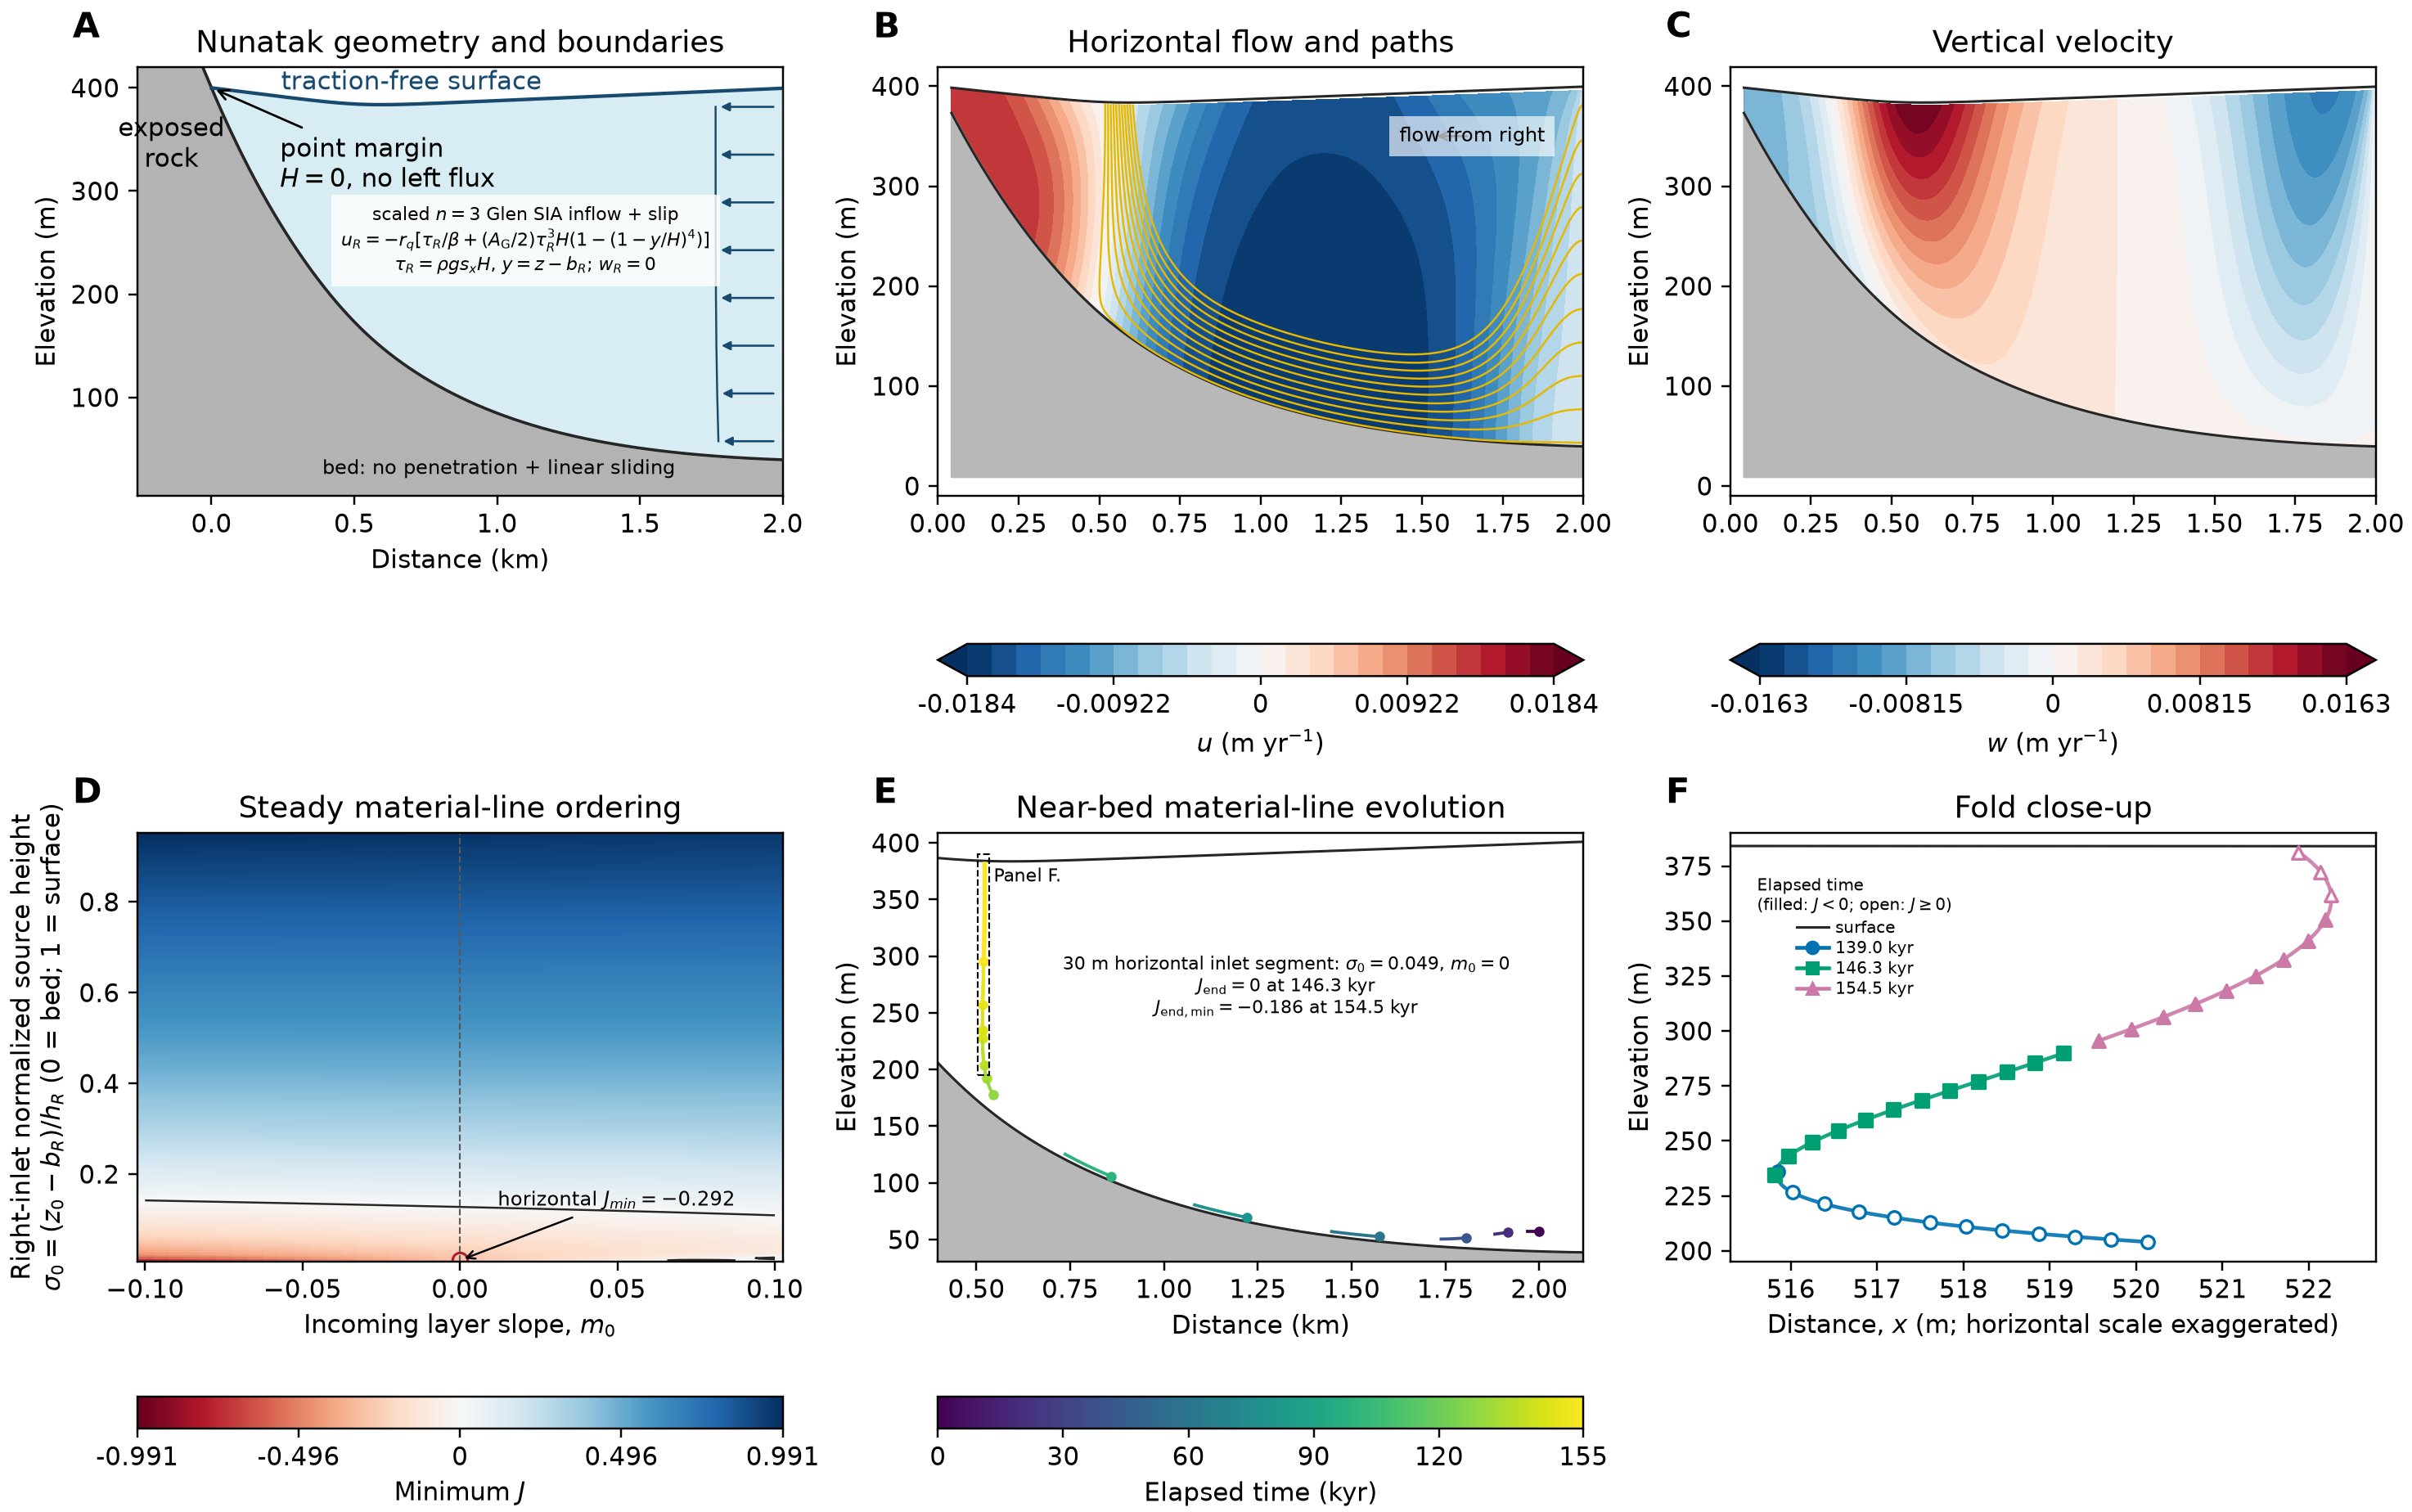 A
Nunatak geometry and boundaries
traction-free surface
exposed
rock
point margin
H = 0, no left flux
scaled n = 3 Glen SIA inflow + slip
u_R = −r_q[τ_R/β + (A_G/2)τ_R^3H(1 − (1 − y/H)^4)]
τ_R = ρgs_xH, y = z − b_R; w_R = 0
bed: no penetration + linear sliding
Elevation (m)
400
300
200
100
0.0 0.5 1.0 1.5 2.0
Distance (km)
B
Horizontal flow and paths
flow from right
Elevation (m)
400
300
200
100
0
0.00 0.25 0.50 0.75 1.00 1.25 1.50 1.75 2.00
-0.0184 -0.00922 0 0.00922 0.0184
u (m yr−1)
C
Vertical velocity
Elevation (m)
400
300
200
100
0
0.00 0.25 0.50 0.75 1.00 1.25 1.50 1.75 2.00
-0.0163 -0.00815 0 0.00815 0.0163
w (m yr−1)
D
Steady material-line ordering
Right-inlet normalized source height
σ0 = (z0 − b_R)/h_R (0 = bed; 1 = surface)
0.8
0.6
0.4
0.2
horizontal J_min = −0.292
−0.10 −0.05 0.00 0.05 0.10
Incoming layer slope, m0
-0.991 -0.496 0 0.496 0.991
Minimum J
E
Near-bed material-line evolution
Panel F.
30 m horizontal inlet segment: σ0 = 0.049, m0 = 0
J_end = 0 at 146.3 kyr
J_end, min = −0.186 at 154.5 kyr
Elevation (m)
400
350
300
250
200
150
100
50
0.50 0.75 1.00 1.25 1.50 1.75 2.00
Distance (km)
0 30 60 90 120 155
Elapsed time (kyr)
F
Fold close-up
Elapsed time
(filled: J < 0; open: J ≥ 0)
surface
139.0 kyr
146.3 kyr
154.5 kyr
Elevation (m)
375
350
325
300
275
250
225
200
516 517 518 519 520 521 522
Distance, x (m; horizontal scale exaggerated)